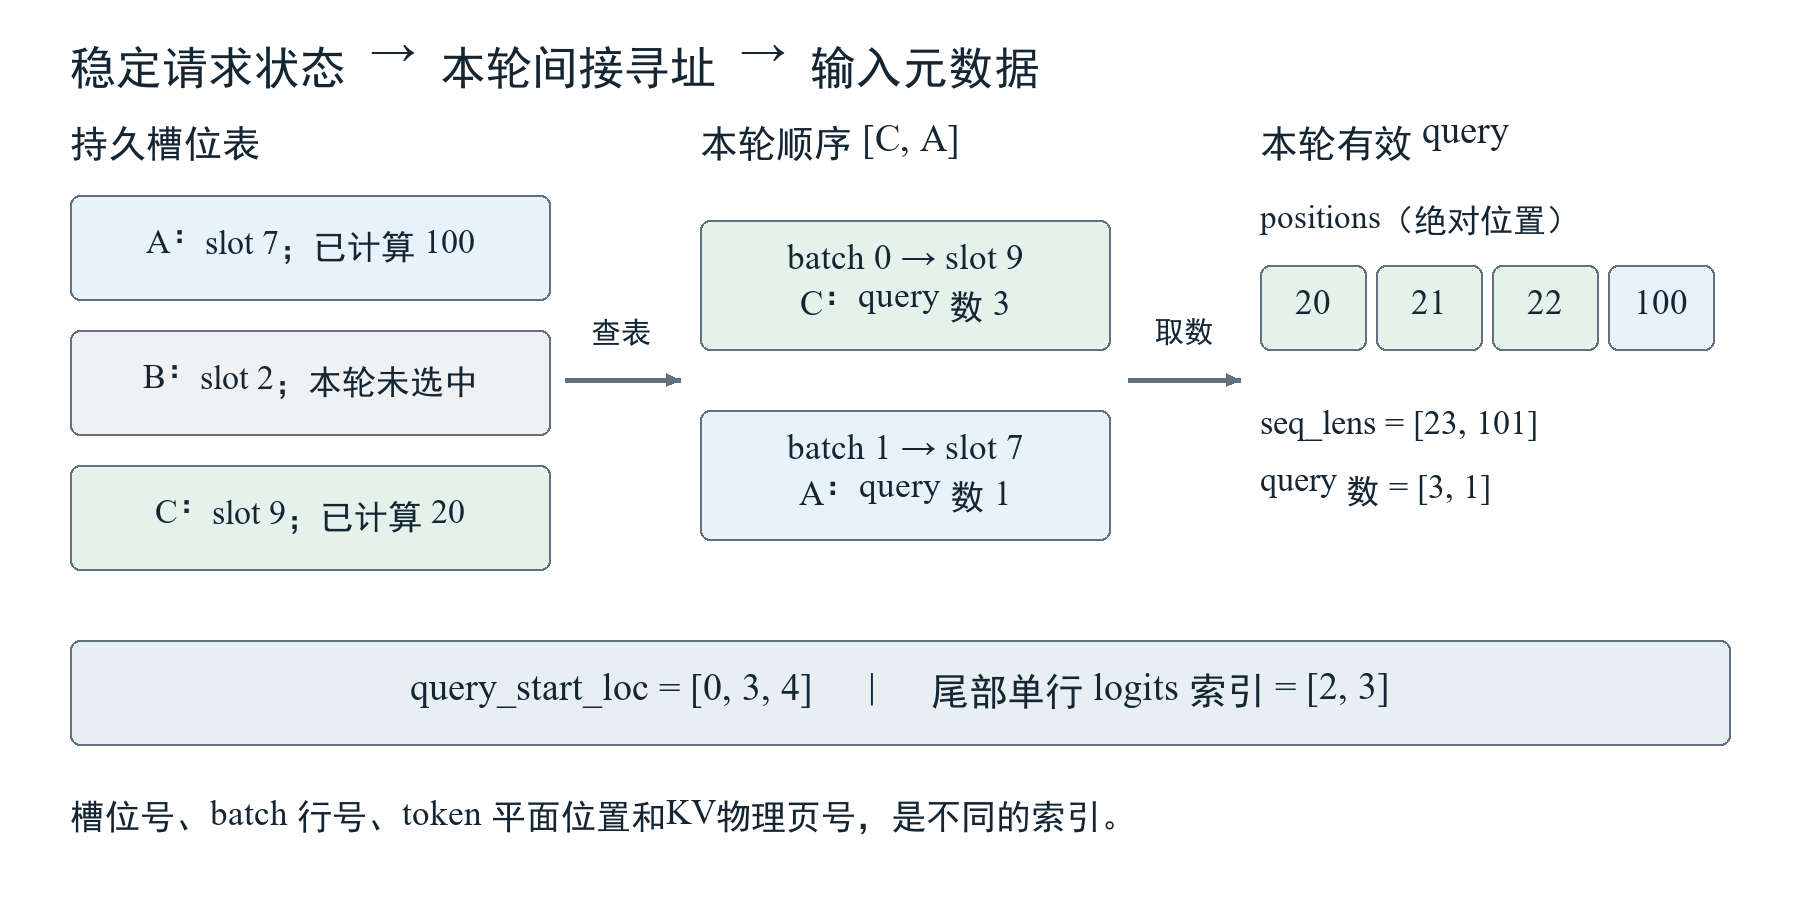 稳定请求状态 → 本轮间接寻址 → 输入元数据
持久槽位表
A：slot 7；已计算 100
B：slot 2；本轮未选中
C：slot 9；已计算 20
查表
本轮顺序 [C, A]
batch 0 → slot 9
C：query 数 3
batch 1 → slot 7
A：query 数 1
取数
本轮有效 query
positions（绝对位置）
20 21 22 100
seq_lens = [23, 101]
query 数 = [3, 1]
query_start_loc = [0, 3, 4] | 尾部单行 logits 索引 = [2, 3]
槽位号、batch 行号、token 平面位置和KV物理页号，是不同的索引。